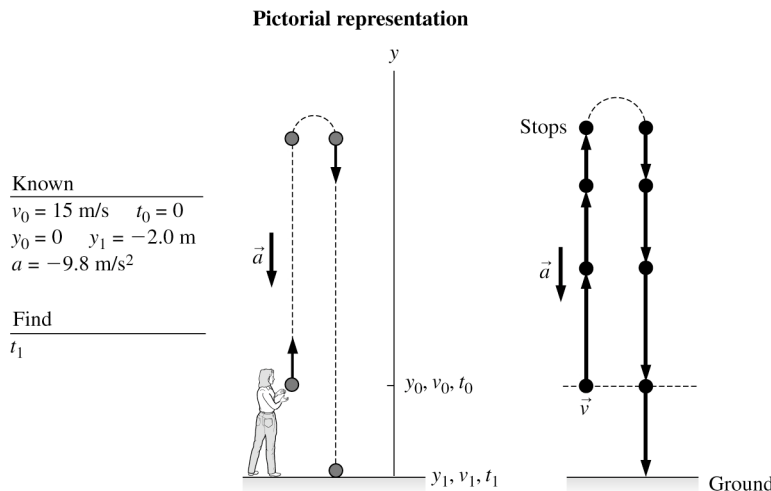 Pictorial representation
Known
v₀ = 15 m/s t₀ = 0
y₀ = 0 y₁ = −2.0 m
a = −9.8 m/s²
Find
t₁
a⃗
y
y₀, v₀, t₀
y₁, v₁, t₁
Stops
a⃗
v⃗
Ground